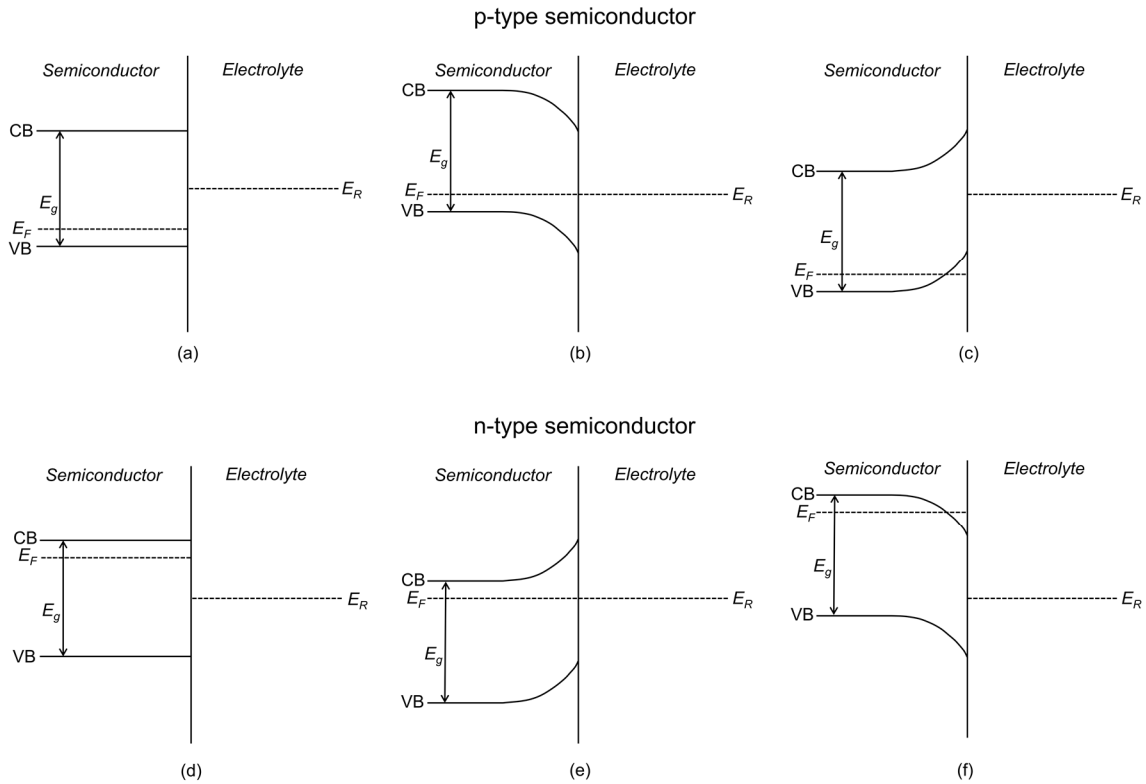 p-type semiconductor
Semiconductor Electrolyte
CB
E_g
E_R
E_F
VB
(a)
Semiconductor Electrolyte
CB
E_g
E_F
E_R
VB
(b)
Semiconductor Electrolyte
CB
E_R
E_g
E_F
VB
(c)
n-type semiconductor
Semiconductor Electrolyte
CB
E_F
E_R
E_g
VB
(d)
Semiconductor Electrolyte
CB
E_F
E_R
E_g
VB
(e)
Semiconductor Electrolyte
CB
E_F
E_g
E_R
VB
(f)